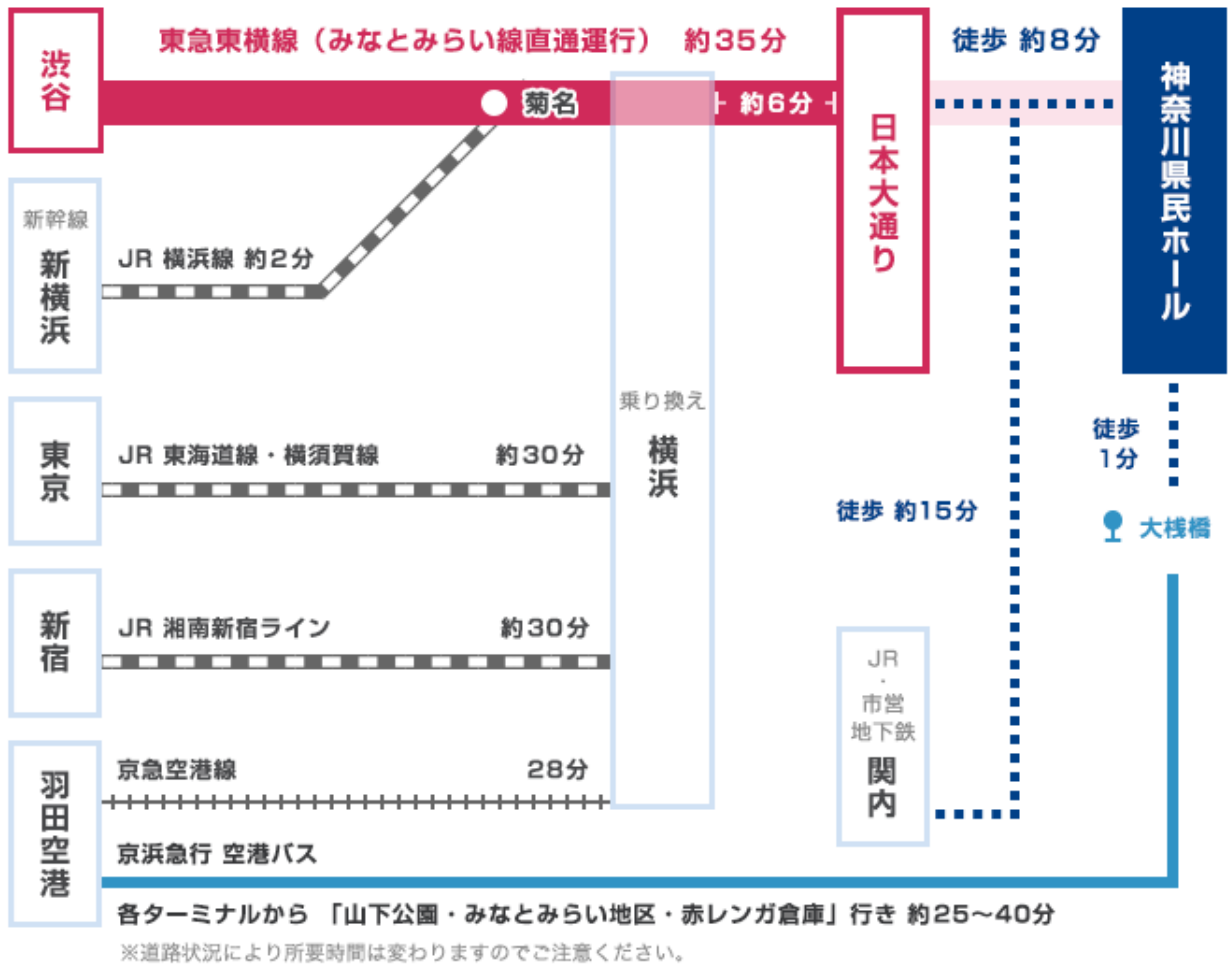 渋谷
東急東横線（みなとみらい線直通運行） 約35分
菊名
約6分
日本大通り
徒歩 約8分
神奈川県民ホール
新幹線
新横浜
JR 横浜線 約2分
東京
JR 東海道線・横須賀線 約30分
乗り換え
横浜
新宿
JR 湘南新宿ライン 約30分
徒歩 約15分
徒歩
1分
大桟橋
JR
・
市営
地下鉄
関内
羽田空港
京急空港線 28分
京浜急行 空港バス
各ターミナルから 「山下公園・みなとみらい地区・赤レンガ倉庫」行き 約25～40分
※道路状況により所要時間は変わりますのでご注意ください。